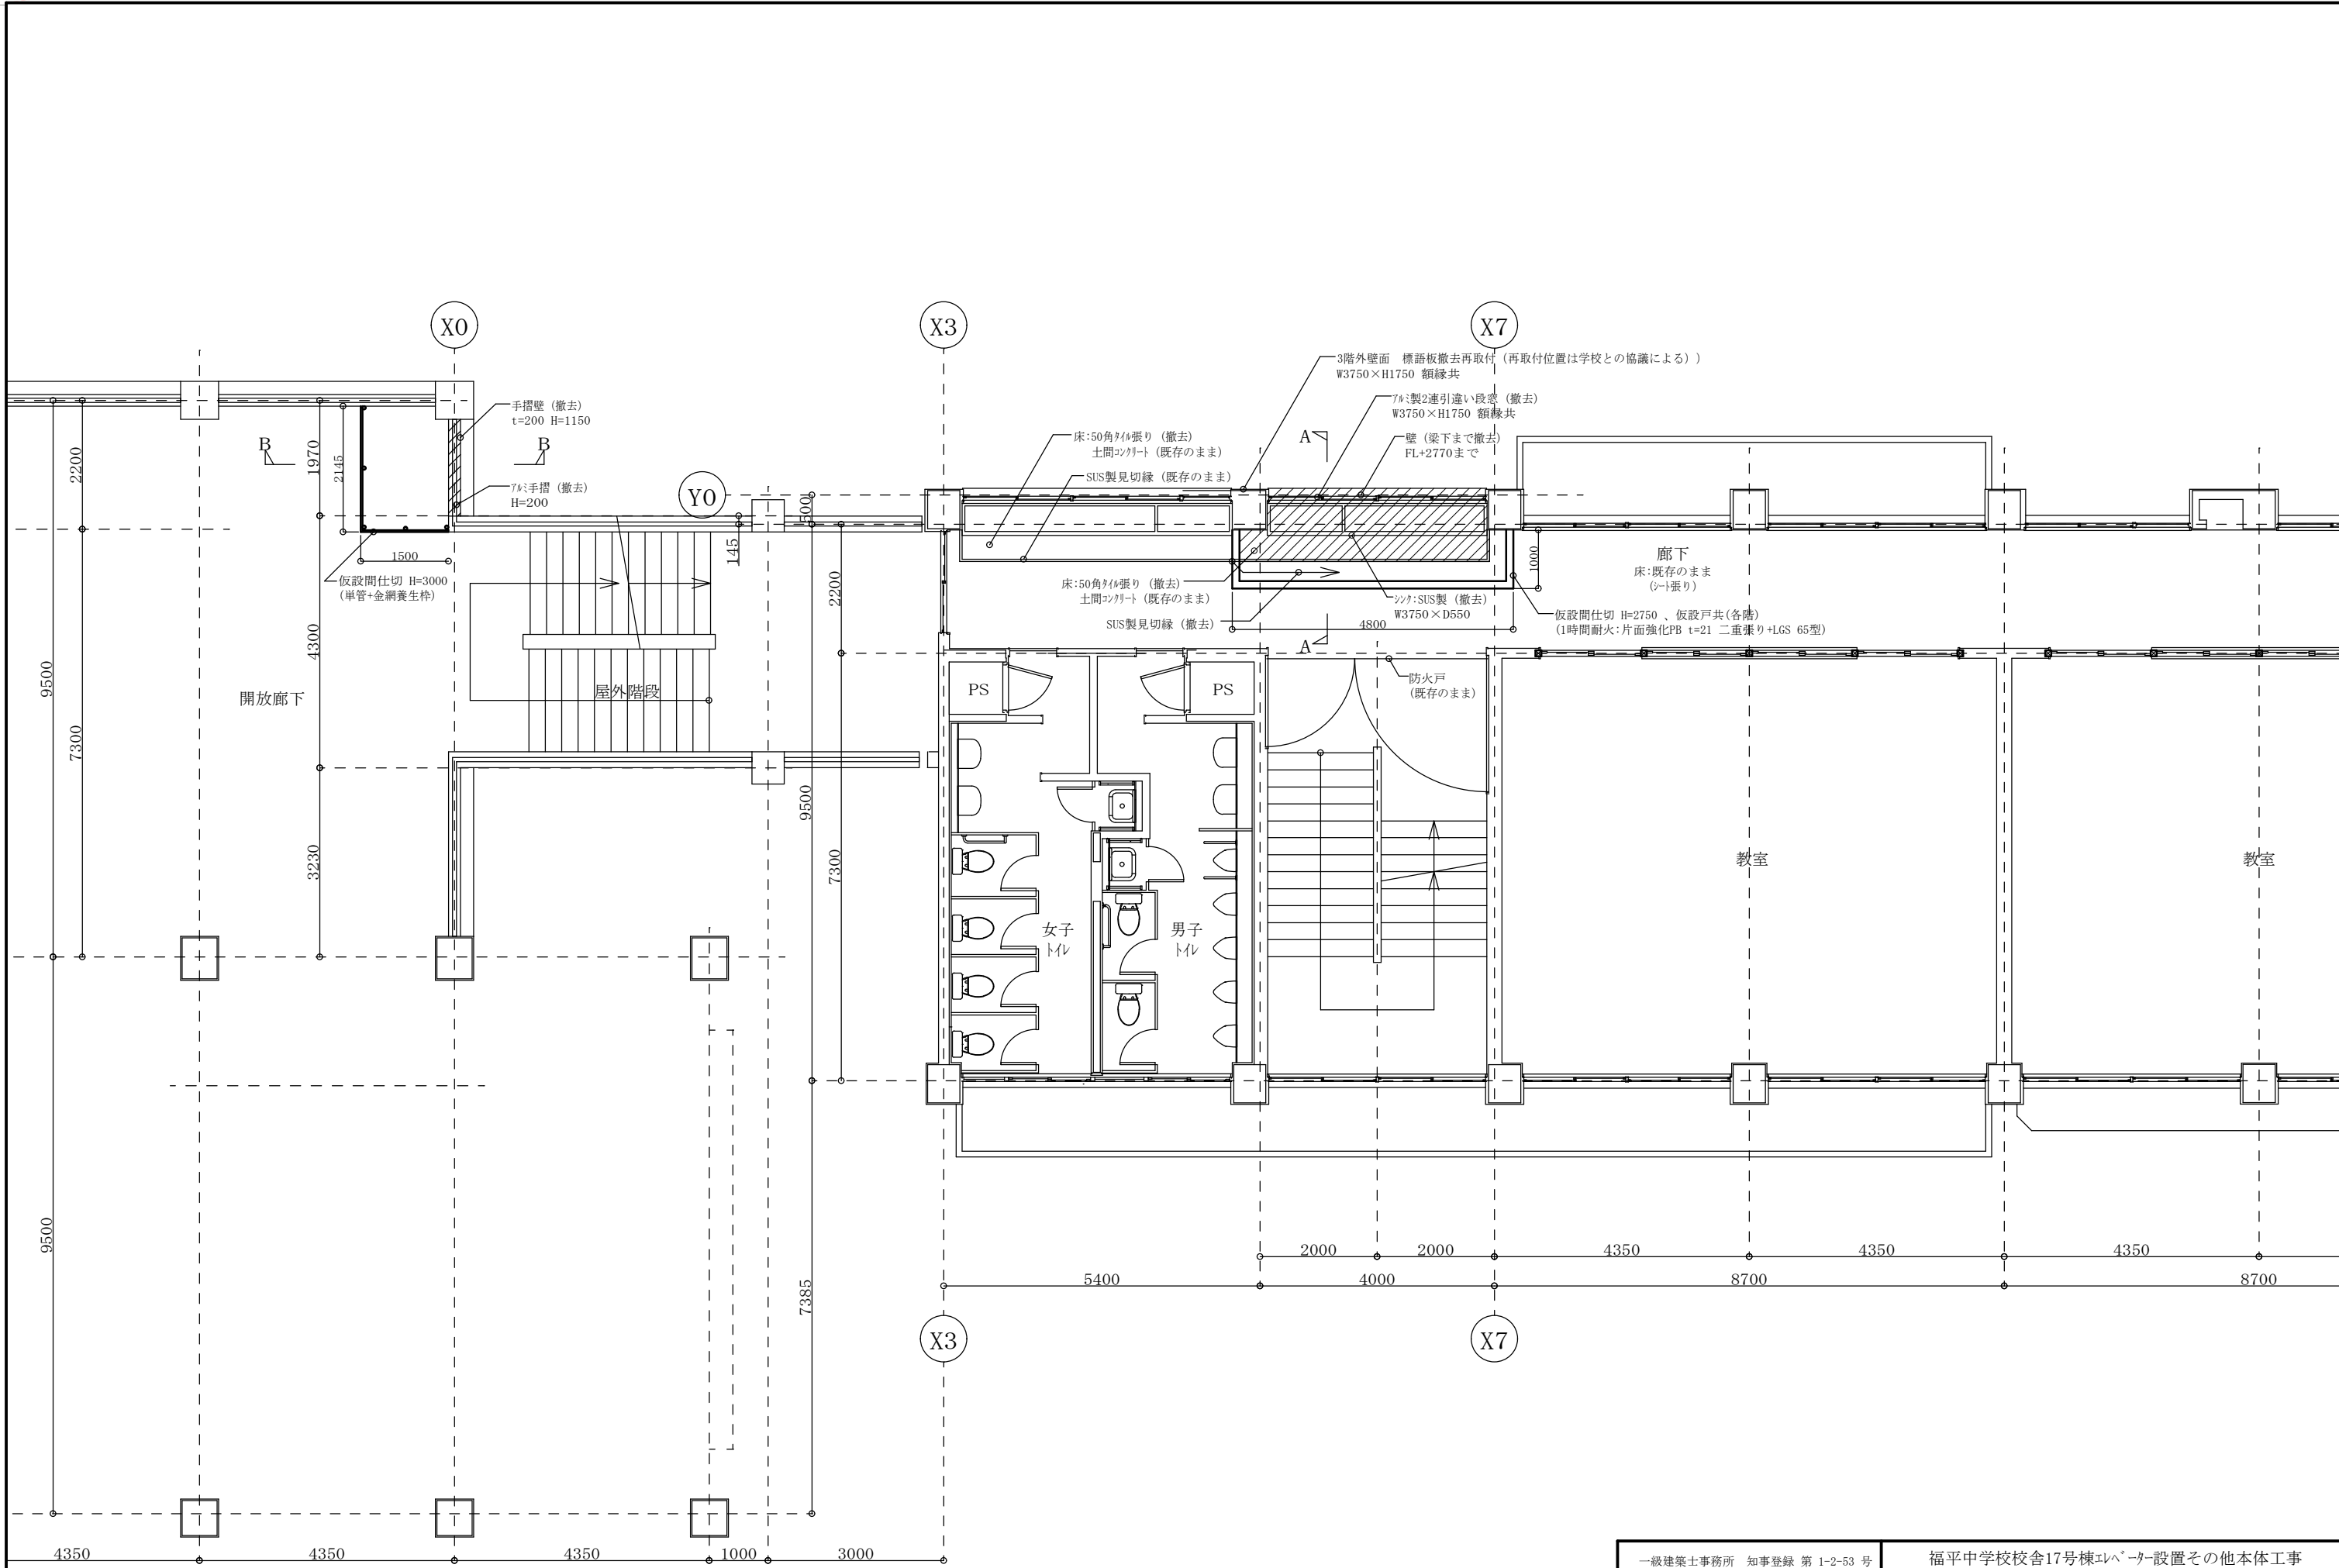 X0
X3
X7
3階外壁面 標語板撤去再取付（再取付位置は学校との協議による））
W3750×H1750 額縁共
手摺壁（撤去）
t=200 H=1150
ｱﾙﾐ製2連引違い段窓（撤去）
W3750×H1750 額縁共
床:50角ﾀｲﾙ張り（撤去）
土間ｺﾝｸﾘｰﾄ（既存のまま）
A
壁（梁下まで撤去）
FL+2770まで
B
B
2200
1970
2145
SUS製見切縁（既存のまま）
ｱﾙﾐ手摺（撤去）
H=200
Y0
500
145
1500
仮設間仕切 H=3000
（単管+金網養生枠）
2200
1000
廊下
床:既存のまま
（ｼｰﾄ張り）
床:50角ﾀｲﾙ張り（撤去）
土間ｺﾝｸﾘｰﾄ（既存のまま）
ｼﾝｸ:SUS製（撤去）
W3750×D550
SUS製見切縁（撤去）
4800
仮設間仕切 H=2750 、仮設戸共(各階)
(1時間耐火:片面強化PB t=21 二重張り+LGS 65型)
A
9500
4300
開放廊下
屋外階段
PS
PS
防火戸
（既存のまま）
7300
9500
3230
7300
教室
教室
女子
ﾄｲﾚ
男子
ﾄｲﾚ
9500
7385
2000
2000
4350
4350
4350
5400
4000
8700
8700
X3
X7
4350
4350
4350
1000
3000
一級建築士事務所 知事登録 第 1-2-53 号
福平中学校校舎17号棟ｴﾚﾍﾞｰﾀｰ設置その他本体工事